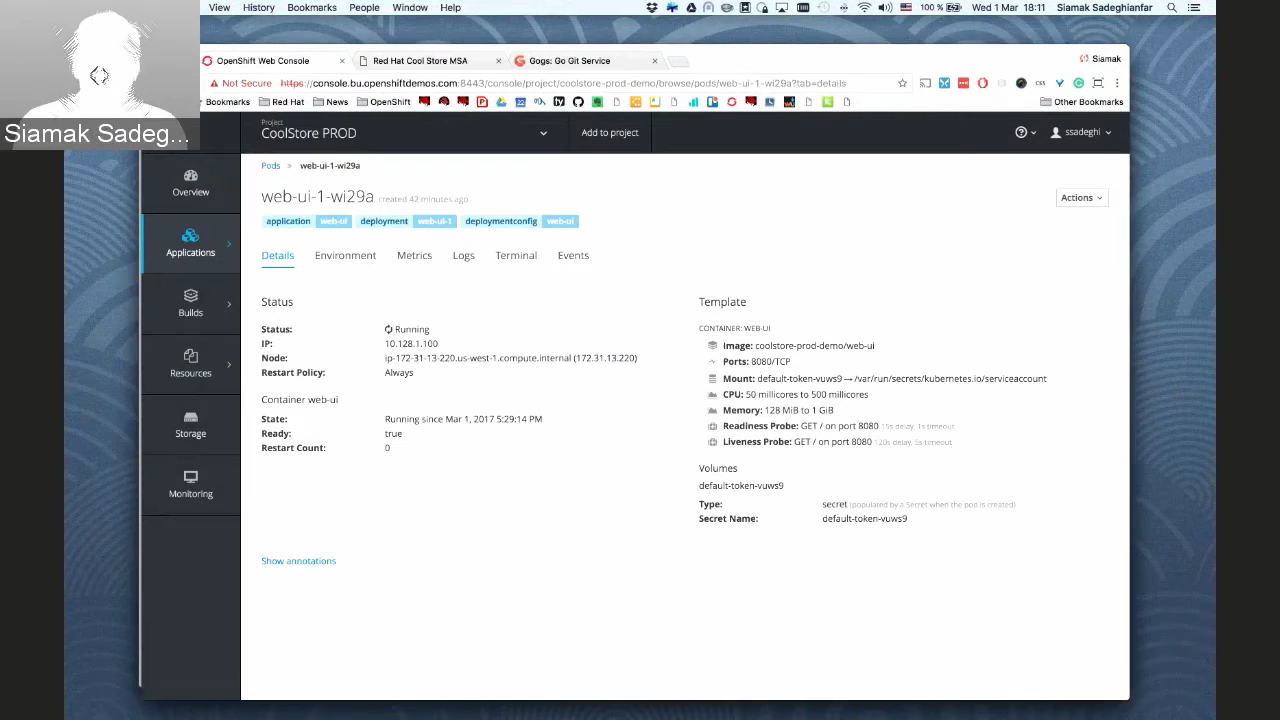 View History Bookmarks People Window Help 100 % Wed 1 Mar 18:11 Siamak Sadeghianfar
OpenShift Web Console Red Hat Cool Store MSA Gogs: Go Git Service Siamak
Not Secure https://console.bu.openshiftdemos.com:8443/console/project/coolstore-prod-demo/browse/pods/web-ui-1-wi29a?tab=details
Bookmarks Red Hat News OpenShift Other Bookmarks
Siamak Sadeg...
Project
CoolStore PROD Add to project ssadeghi
Overview
Applications
Builds
Resources
Storage
Monitoring
Pods » web-ui-1-wi29a
web-ui-1-wi29a created 42 minutes ago
Actions
application web-ui deployment web-ui-1 deploymentconfig web-ui
Details Environment Metrics Logs Terminal Events
Status
Status: Running
IP: 10.128.1.100
Node: ip-172-31-13-220.us-west-1.compute.internal (172.31.13.220)
Restart Policy: Always
Container web-ui
State: Running since Mar 1, 2017 5:29:14 PM
Ready: true
Restart Count: 0
Show annotations
Template
CONTAINER: WEB-UI
Image: coolstore-prod-demo/web-ui
Ports: 8080/TCP
Mount: default-token-vuws9 → /var/run/secrets/kubernetes.io/serviceaccount
CPU: 50 millicores to 500 millicores
Memory: 128 MiB to 1 GiB
Readiness Probe: GET / on port 8080 15s delay, 1s timeout
Liveness Probe: GET / on port 8080 120s delay, 5s timeout
Volumes
default-token-vuws9
Type: secret (populated by a Secret when the pod is created)
Secret Name: default-token-vuws9